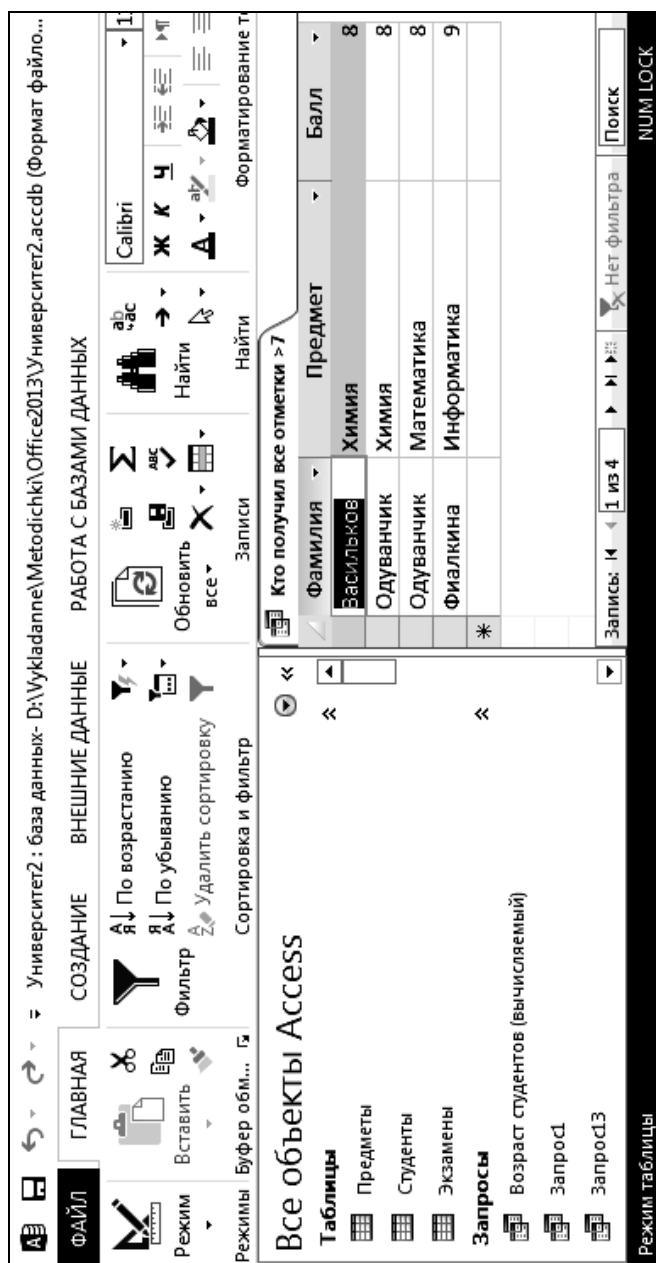 Университет2 : база данных- D:\Vykladanne\Metodichki\Office2013\Университет2.accdb (Формат файло...
ФАЙЛ ГЛАВНАЯ СОЗДАНИЕ ВНЕШНИЕ ДАННЫЕ РАБОТА С БАЗАМИ ДАННЫХ
Режим
Режимы
Вставить
Буфер обм...
Фильтр
По возрастанию
По убыванию
Удалить сортировку
Сортировка и фильтр
Обновить
все
Записи
Найти
Найти
Calibri
Ж К Ч
Форматирование
Все объекты Access
Таблицы
Предметы
Студенты
Экзамены
Запросы
Возраст студентов (вычисляемый)
Запрос1
Запрос13
Кто получил все отметки >7
Фамилия Предмет Балл
Васильков Химия 8
Одуванчик Химия 8
Одуванчик Математика 8
Фиалкина Информатика 9
Запись: 1 из 4 Нет фильтра Поиск
Режим таблицы NUM LOCK